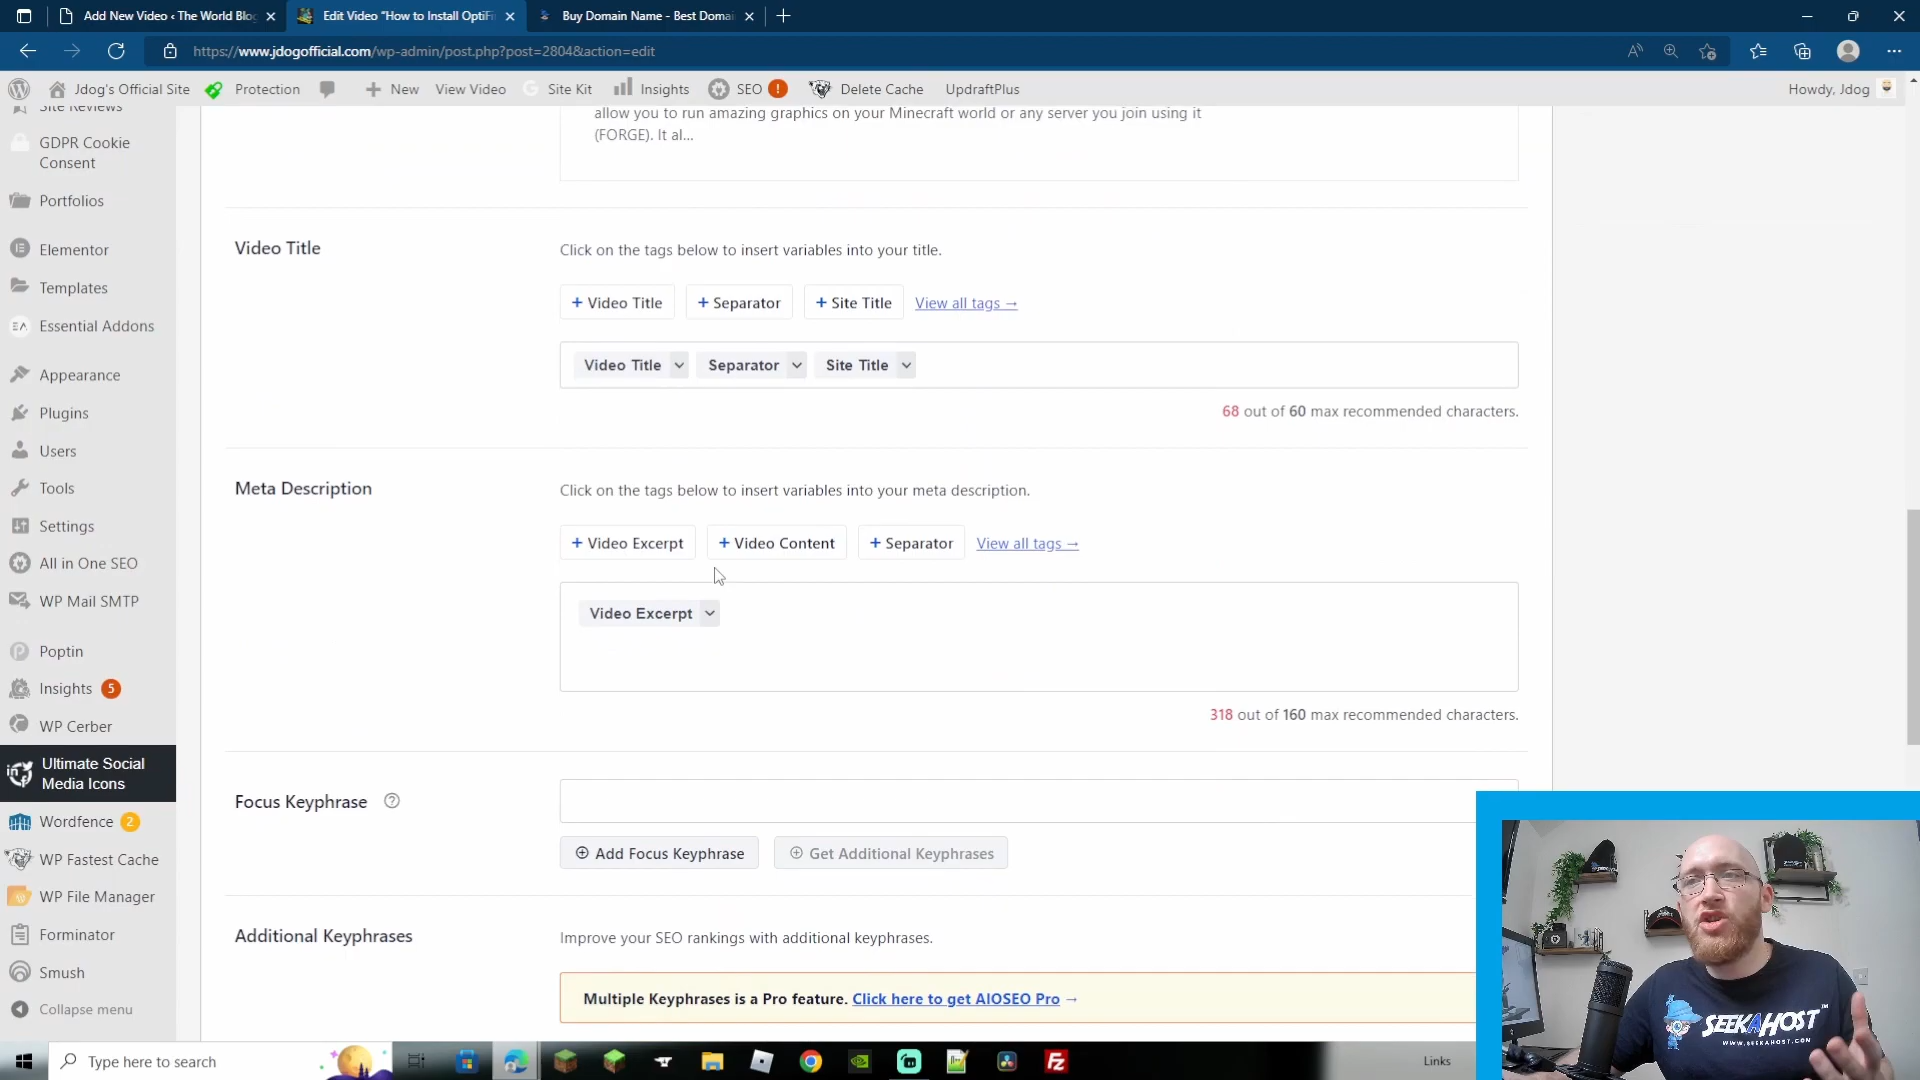 Add New Video ‹ The World Blog
Edit Video "How to Install OptiFi
Buy Domain Name - Best Domai
https://www.jdogofficial.com/wp-admin/post.php?post=2804&action=edit
Jdog's Official Site
Protection
New
View Video
Site Kit
Insights
SEO !
Delete Cache
UpdraftPlus
Howdy, Jdog
Site Reviews
GDPR Cookie
Consent
Portfolios
Elementor
Templates
EA Essential Addons
Appearance
Plugins
Users
Tools
Settings
All in One SEO
WP Mail SMTP
Poptin
Insights 5
WP Cerber
Ultimate Social
Media Icons
Wordfence 2
WP Fastest Cache
WP File Manager
Forminator
Smush
Collapse menu
allow you to run amazing graphics on your Minecraft world or any server you join using it
(FORGE). It al...
Video Title
Click on the tags below to insert variables into your title.
+ Video Title + Separator + Site Title View all tags →
Video Title Separator Site Title
68 out of 60 max recommended characters.
Meta Description
Click on the tags below to insert variables into your meta description.
+ Video Excerpt + Video Content + Separator View all tags →
Video Excerpt
318 out of 160 max recommended characters.
Focus Keyphrase
Add Focus Keyphrase
Get Additional Keyphrases
Additional Keyphrases
Improve your SEO rankings with additional keyphrases.
Multiple Keyphrases is a Pro feature. Click here to get AIOSEO Pro →
SEEKAHOST™
WWW.SEEKAHOST.COM
Type here to search
Fz
Links